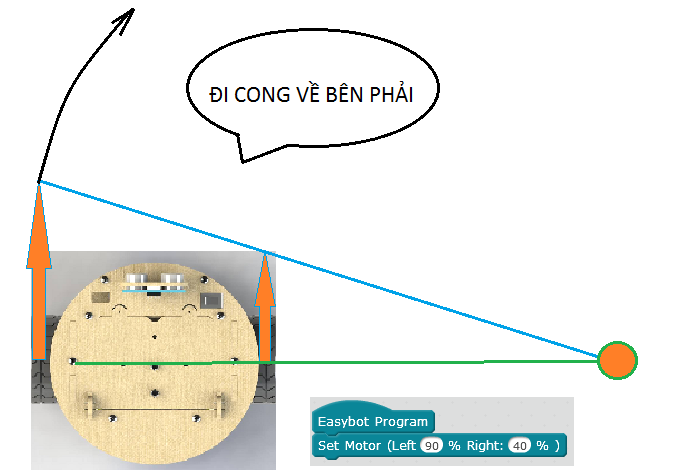 ĐI CONG VỀ BÊN PHẢI
Easybot Program
Set Motor (Left 90 % Right: 40 % )